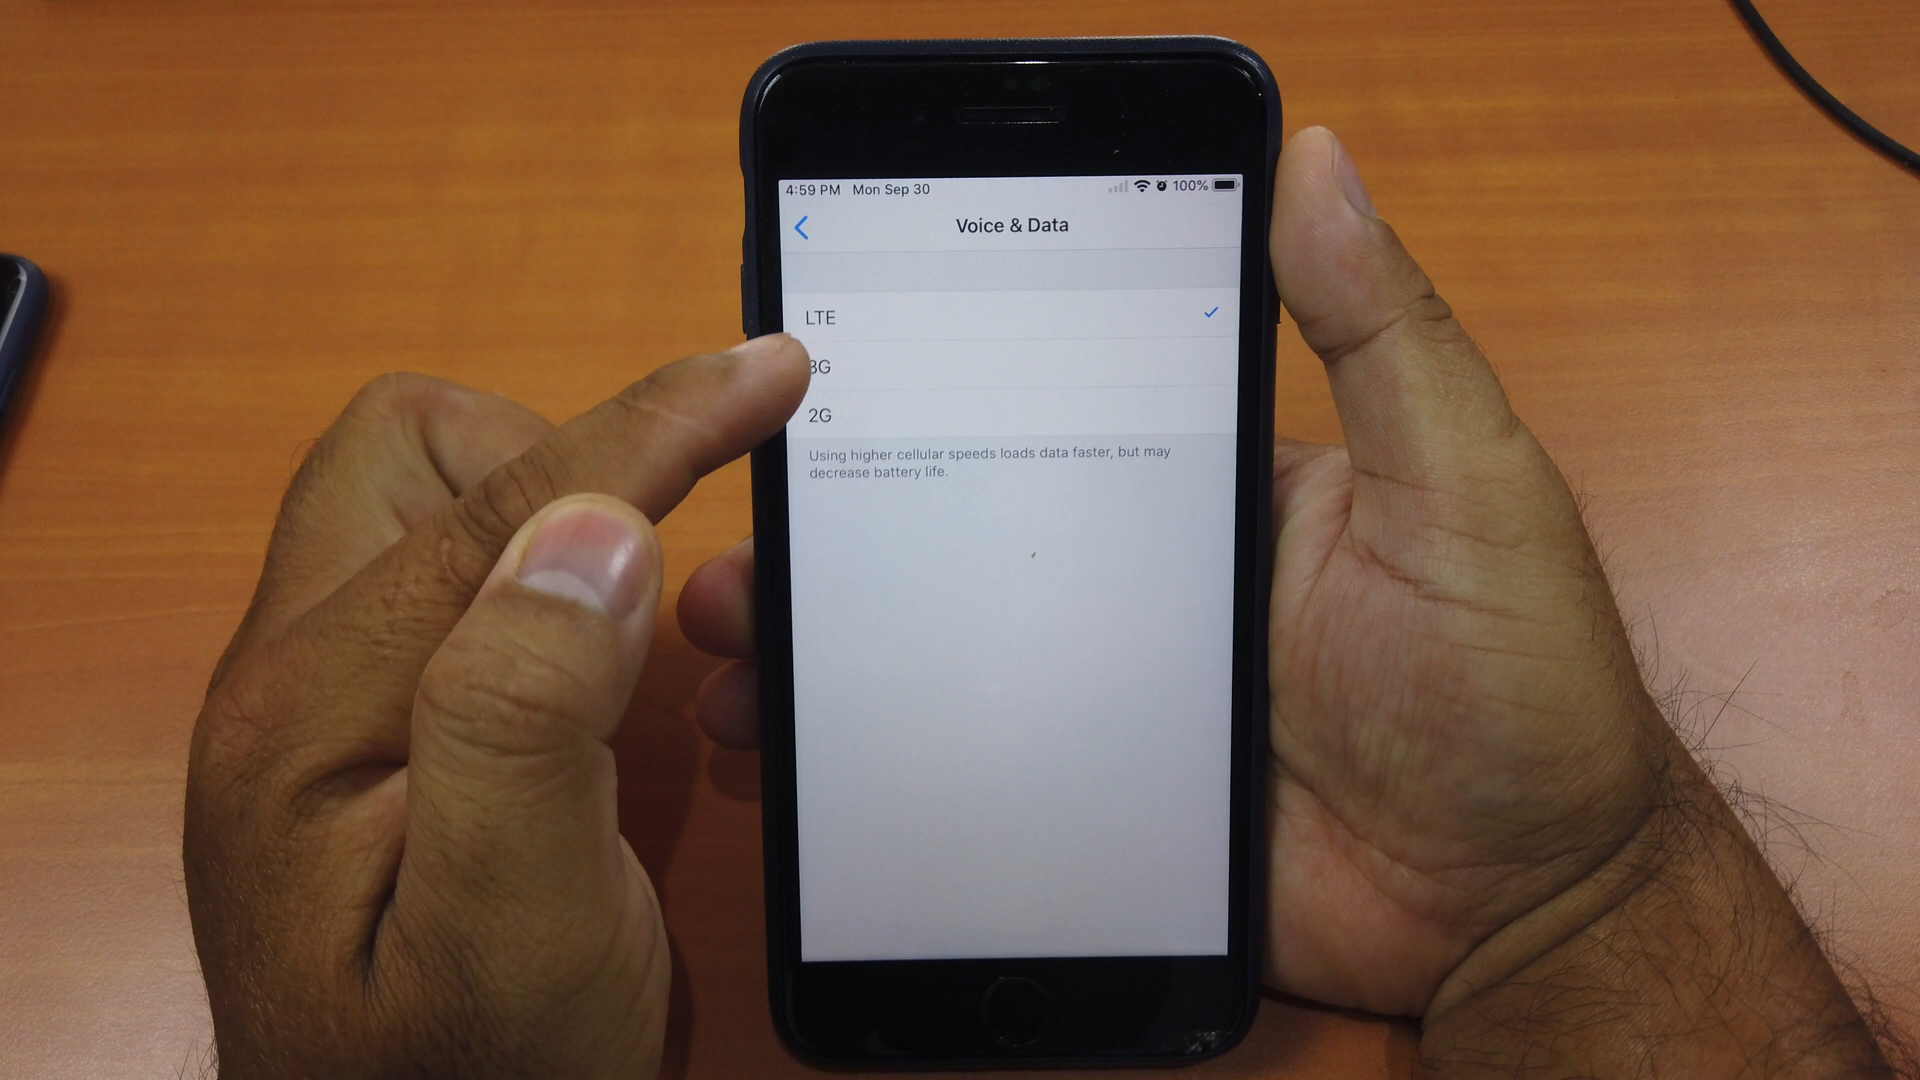 4:59 PM Mon Sep 30 100%
Voice & Data
LTE
3G
2G
Using higher cellular speeds loads data faster, but may
decrease battery life.